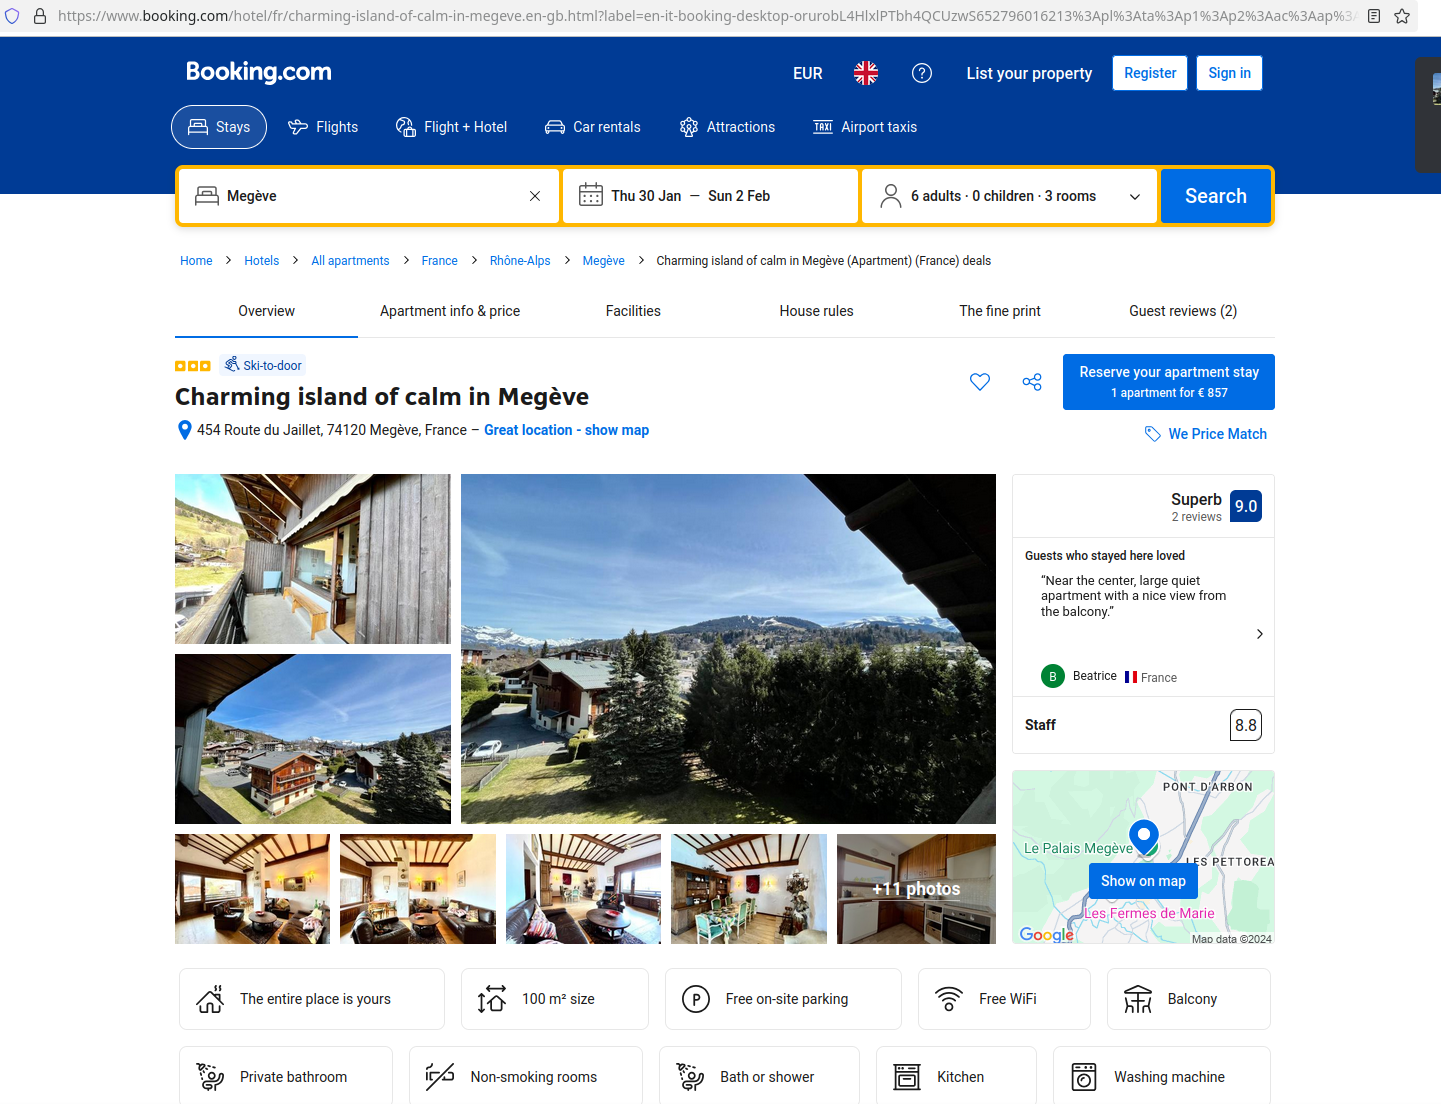 https://www.booking.com/hotel/fr/charming-island-of-calm-in-megeve.en-gb.html?label=en-it-booking-desktop-orurobL4HlxlPTbh4QCUzwS652796016213%3Apl%3Ata%3Ap1%3Ap2%3Aac%3Aap%3A
Booking.com
EUR
List your property
Register
Sign in
Stays
Flights
Flight + Hotel
Car rentals
Attractions
TAXI
Airport taxis
Megève
Thu 30 Jan — Sun 2 Feb
6 adults · 0 children · 3 rooms
Search
Home
Hotels
All apartments
France
Rhône-Alps
Megève
Charming island of calm in Megève (Apartment) (France) deals
Overview
Apartment info & price
Facilities
House rules
The fine print
Guest reviews (2)
Ski-to-door
Charming island of calm in Megève
454 Route du Jaillet, 74120 Megève, France – Great location - show map
Reserve your apartment stay
1 apartment for € 857
We Price Match
Superb
2 reviews
9.0
Guests who stayed here loved
“Near the center, large quiet
apartment with a nice view from
the balcony.”
B
Beatrice
France
Staff
8.8
PONT D'ARBON
Le Palais Megève
LES PETTOREA
Show on map
Les Fermes de Marie
Google
Map data ©2024
+11 photos
The entire place is yours
100 m² size
P
Free on-site parking
Free WiFi
Balcony
Private bathroom
Non-smoking rooms
Bath or shower
Kitchen
Washing machine